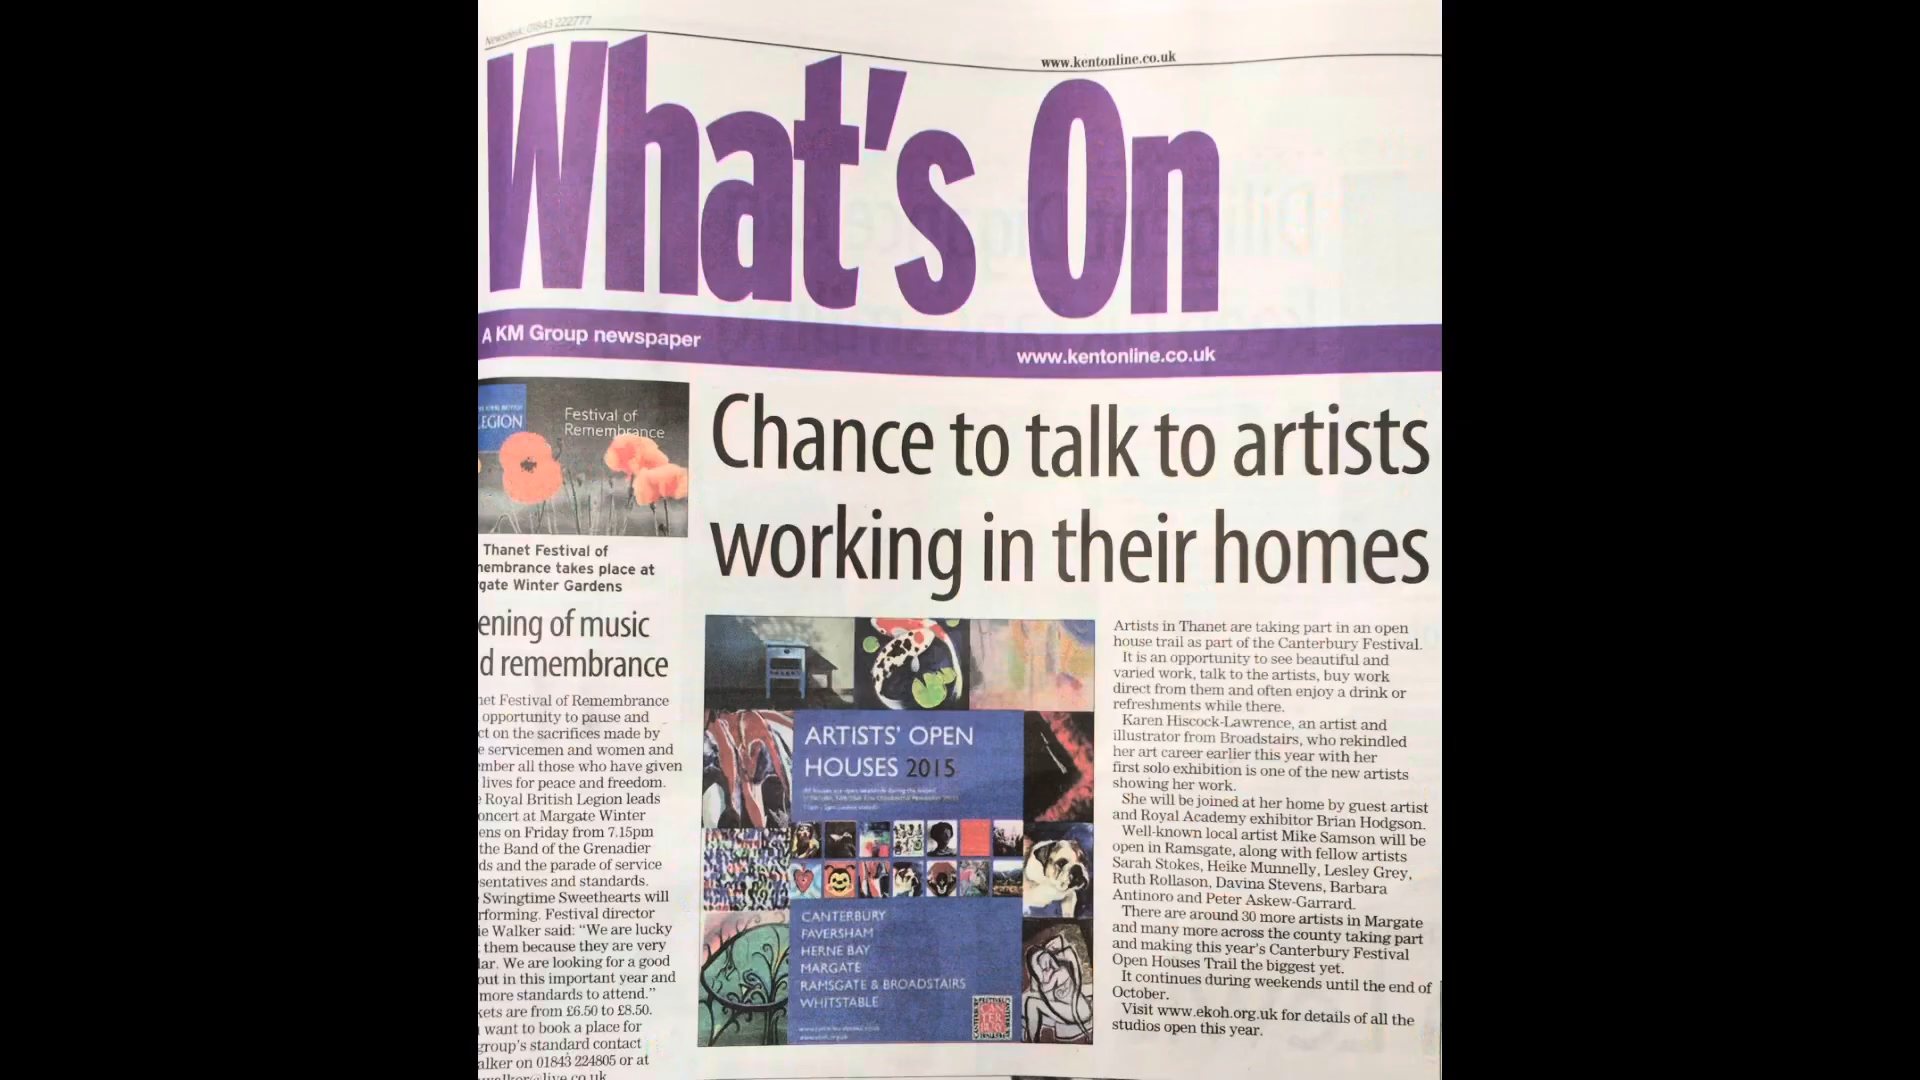 Newsdesk: 01843 222777
www.kentonline.co.uk
What's On
A KM Group newspaper
www.kentonline.co.uk
EGION
Festival of
Remembrance
Thanet Festival of
embrance takes place at
gate Winter Gardens
ening of music
d remembrance
net Festival of Remembrance
opportunity to pause and
ct on the sacrifices made by
e servicemen and women and
mber all those who have given
lives for peace and freedom.
e Royal British Legion leads
oncert at Margate Winter
ens on Friday from 7.15pm
the Band of the Grenadier
ds and the parade of service
sentatives and standards.
Swingtime Sweethearts will
rforming. Festival director
ie Walker said: “We are lucky
them because they are very
lar. We are looking for a good
out in this important year and
more standards to attend.”
kets are from £6.50 to £8.50.
want to book a place for
group's standard contact
alker on 01843 224805 or at
walker@live.co.uk
Chance to talk to artists
working in their homes
ARTISTS' OPEN
HOUSES 2015
CANTERBURY
FAVERSHAM
HERNE BAY
MARGATE
RAMSGATE & BROADSTAIRS
WHITSTABLE
Artists in Thanet are taking part in an open
house trail as part of the Canterbury Festival.
It is an opportunity to see beautiful and
varied work, talk to the artists, buy work
direct from them and often enjoy a drink or
refreshments while there.
Karen Hiscock-Lawrence, an artist and
illustrator from Broadstairs, who rekindled
her art career earlier this year with her
first solo exhibition is one of the new artists
showing her work.
She will be joined at her home by guest artist
and Royal Academy exhibitor Brian Hodgson.
Well-known local artist Mike Samson will be
open in Ramsgate, along with fellow artists
Sarah Stokes, Heike Munnelly, Lesley Grey,
Ruth Rollason, Davina Stevens, Barbara
Antinoro and Peter Askew-Garrard.
There are around 30 more artists in Margate
and many more across the county taking part
and making this year's Canterbury Festival
Open Houses Trail the biggest yet.
It continues during weekends until the end of
October.
Visit www.ekoh.org.uk for details of all the
studios open this year.